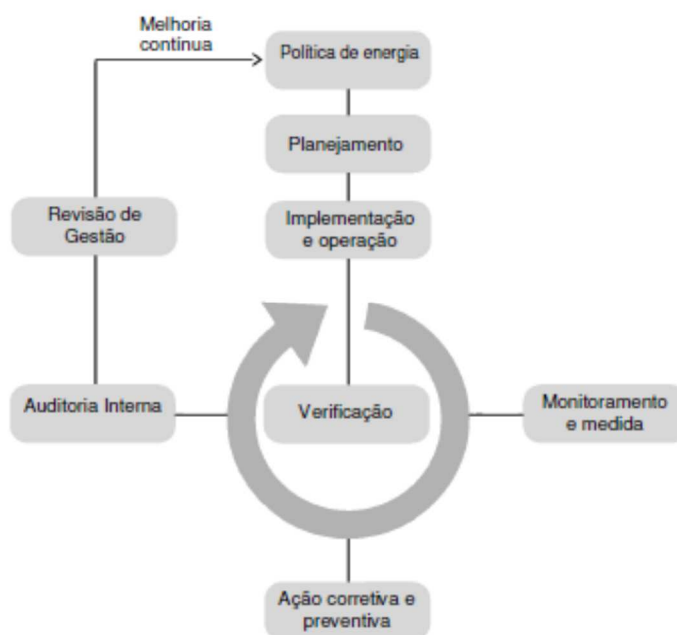 Melhoria
contínua
Política de energia
Planejamento
Revisão de
Gestão
Implementação
e operação
Auditoria Interna
Verificação
Monitoramento
e medida
Ação corretiva e
preventiva